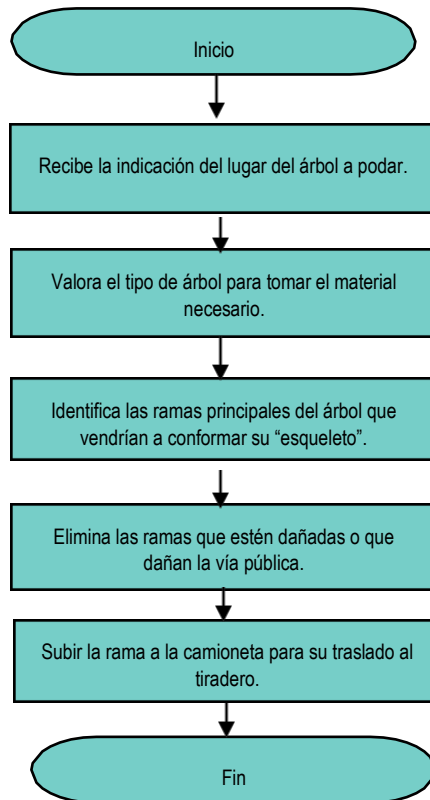 Inicio
Recibe la indicación del lugar del árbol a podar.
Valora el tipo de árbol para tomar el material
necesario.
Identifica las ramas principales del árbol que
vendrían a conformar su “esqueleto”.
Elimina las ramas que estén dañadas o que
dañan la vía pública.
Subir la rama a la camioneta para su traslado al
tiradero.
Fin